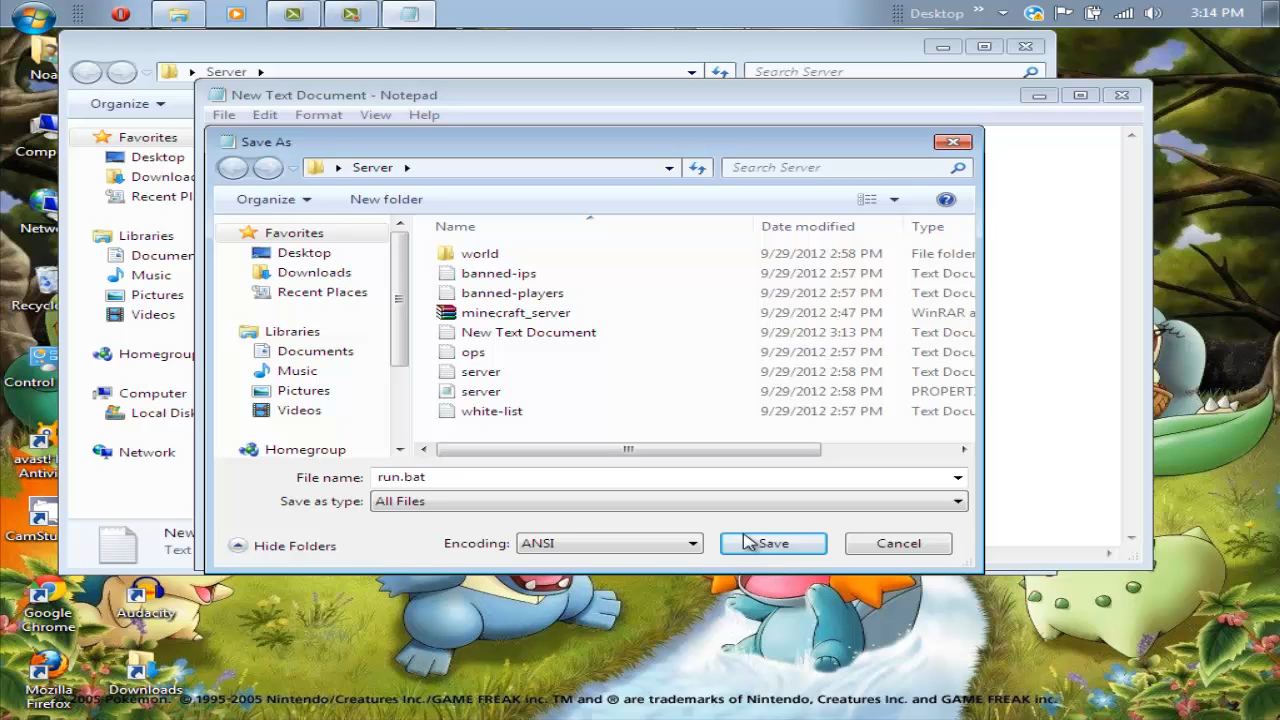 Desktop »
3:14 PM
Server
Search Server
Organize
New Text Document - Notepad
File Edit Format View Help
Save As
Server
Search Server
Organize
New folder
Favorites
Desktop
Recent Pl
Libraries
Documen
Music
Pictures
Videos
Homegroup
Computer
Local Disk
Network
New
Text
Favorites
Desktop
Downloads
Recent Places
Libraries
Documents
Music
Pictures
Videos
Homegroup
Name Date modified Type
world 9/29/2012 2:58 PM File folder
banned-ips 9/29/2012 2:57 PM Text Docu
banned-players 9/29/2012 2:57 PM Text Docu
minecraft_server 9/29/2012 2:47 PM WinRAR a
New Text Document 9/29/2012 3:13 PM Text Docu
ops 9/29/2012 2:57 PM Text Docu
server 9/29/2012 2:58 PM Text Docu
server 9/29/2012 2:58 PM PROPERT
white-list 9/29/2012 2:57 PM Text Docu
File name: run.bat
Save as type: All Files
Hide Folders
Encoding: ANSI
Save
Cancel
Noa
Comp
Netw
Recycle
Control
avast!
Antivi
CamStu
Google
Chrome
Audacity
Mozilla
Firefox
Downloads
2005 Pokémon. ©1995-2005 Nintendo/Creatures Inc./GAME FREAK inc. TM and ® are trademarks of Nintendo, Creatures Inc. and GAME FREAK inc.